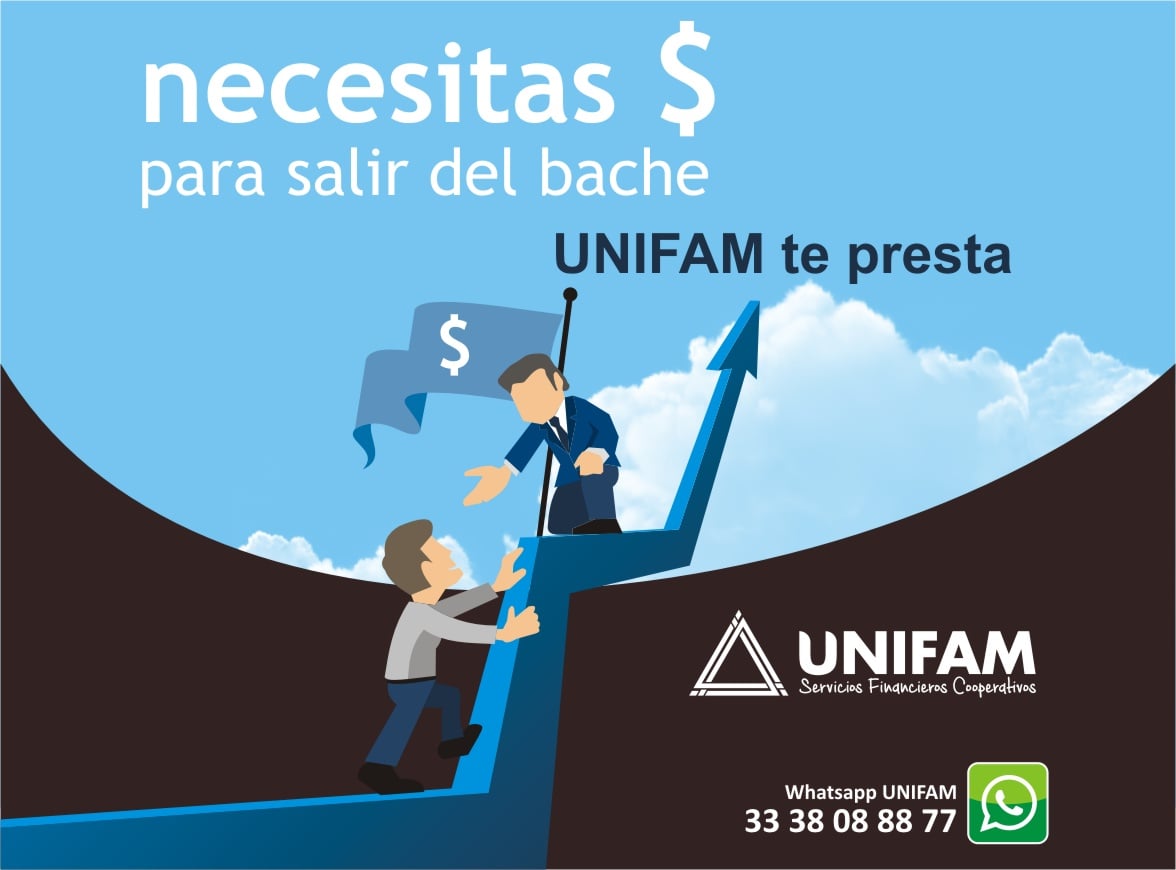 necesitas $
para salir del bache
UNIFAM te presta
$
UNIFAM
Servicios Financieros Cooperativos
Whatsapp UNIFAM
33 38 08 88 77